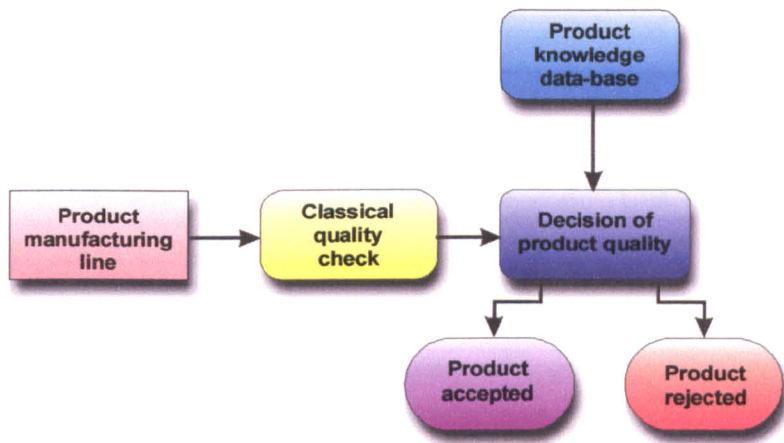 Product
knowledge
data-base
Product
manufacturing
line
Classical
quality
check
Decision of
product quality
Product
accepted
Product
rejected